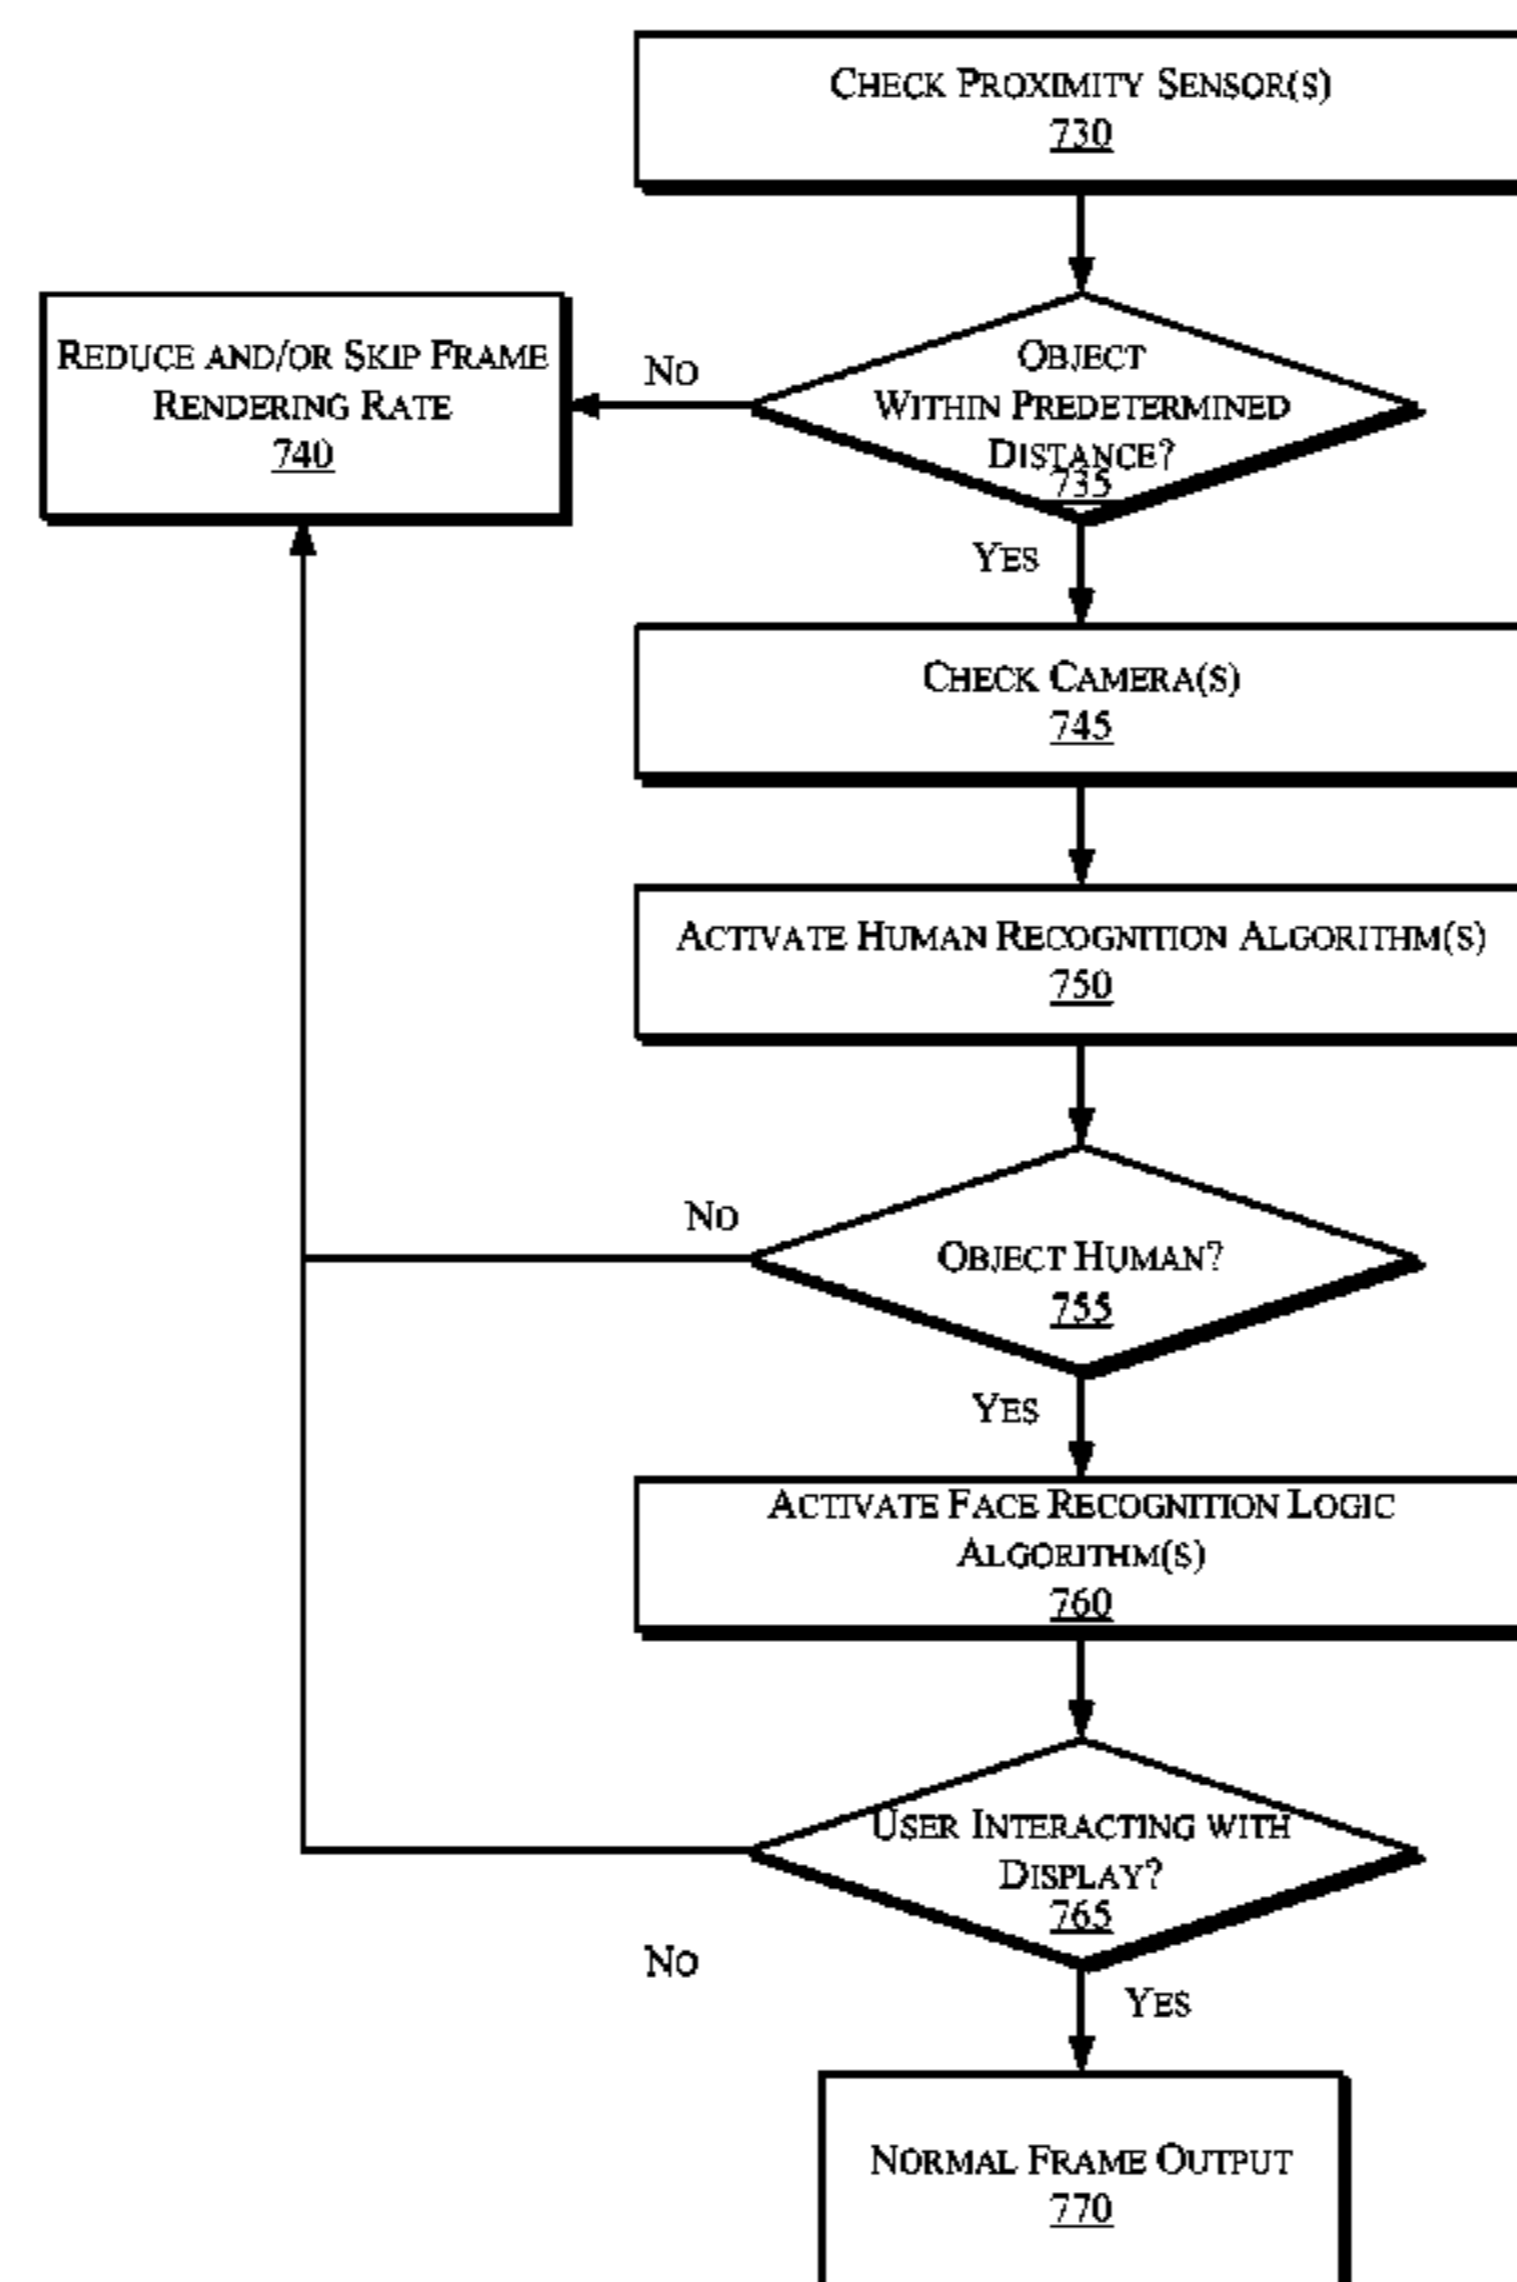 CHECK PROXIMITY SENSOR(S)
730
REDUCE AND/OR SKIP FRAME
RENDERING RATE
740
NO
OBJECT
WITHIN PREDETERMINED
DISTANCE?
735
YES
CHECK CAMERA(S)
745
ACTIVATE HUMAN RECOGNITION ALGORITHM(S)
750
NO
OBJECT HUMAN?
755
YES
ACTIVATE FACE RECOGNITION LOGIC
ALGORITHM(S)
760
USER INTERACTING WITH
DISPLAY?
765
NO
YES
NORMAL FRAME OUTPUT
770